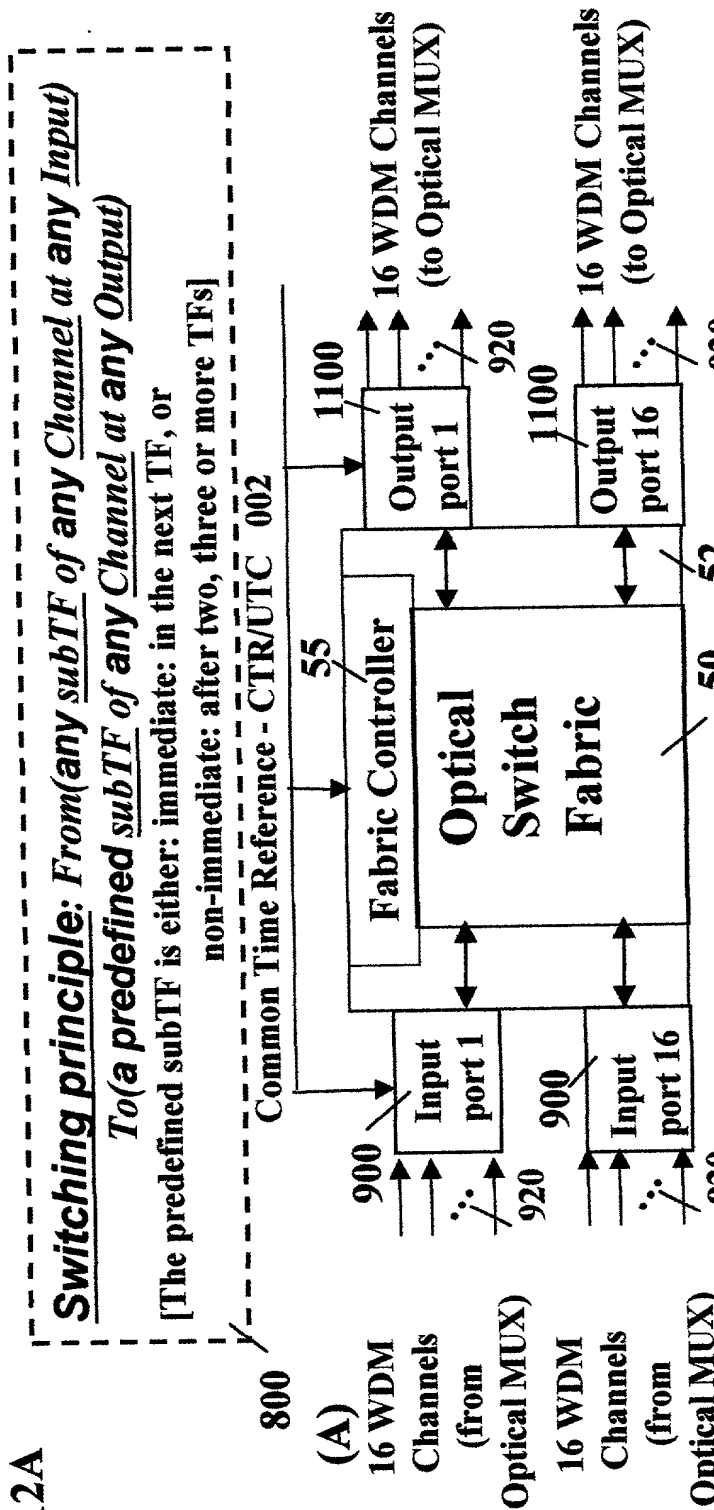 2A
Switching principle: From(any subTF of any Channel at any Input)
To(a predefined subTF of any Channel at any Output)
[The predefined subTF is either: immediate: in the next TF, or
non-immediate: after two, three or more TFs]
800
Common Time Reference - CTR/UTC 002
(A)
16 WDM
Channels
(from
Optical MUX)
900
Input
port 1
920
55
Fabric Controller
1100
Output
port 1
920
16 WDM Channels
(to Optical MUX)
Optical
Switch
Fabric
16 WDM
Channels
(from
Optical MUX)
900
Input
port 16
920
50
52
1100
Output
port 16
16 WDM Channels
(to Optical MUX)